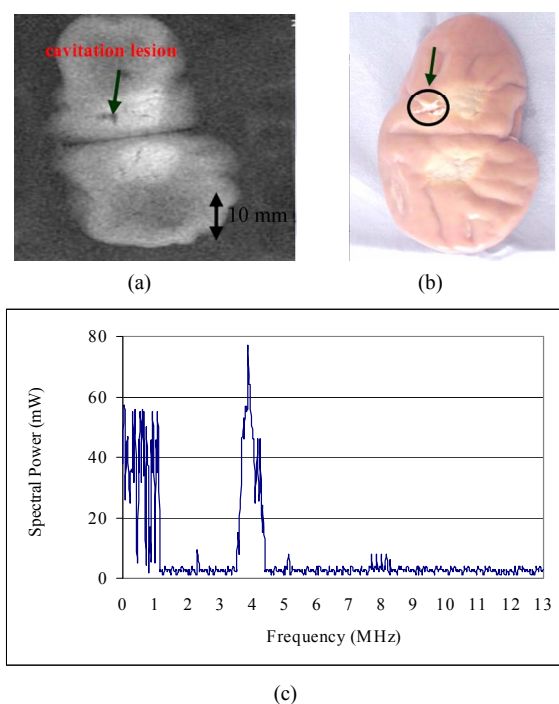 cavitation lesion
10 mm
(a)
(b)
80
60
40
20
0
Spectral Power (mW)
0 1 2 3 4 5 6 7 8 9 10 11 12 13
Frequency (MHz)
(c)